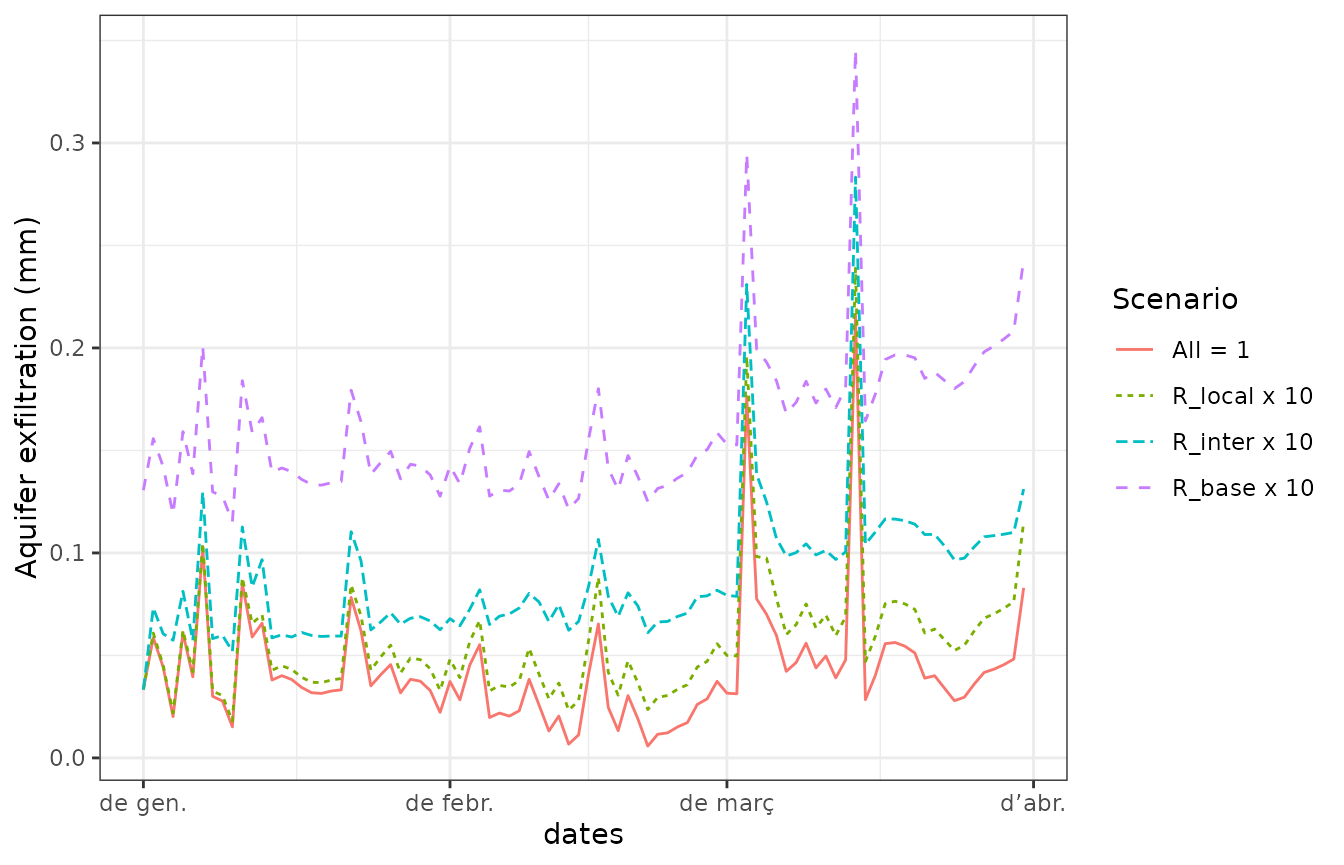 Aquifer exfiltration (mm)
0.3
0.2
0.1
0.0
de gen.
de febr.
de març
d’abr.
dates
Scenario
All = 1
R_local x 10
R_inter x 10
R_base x 10